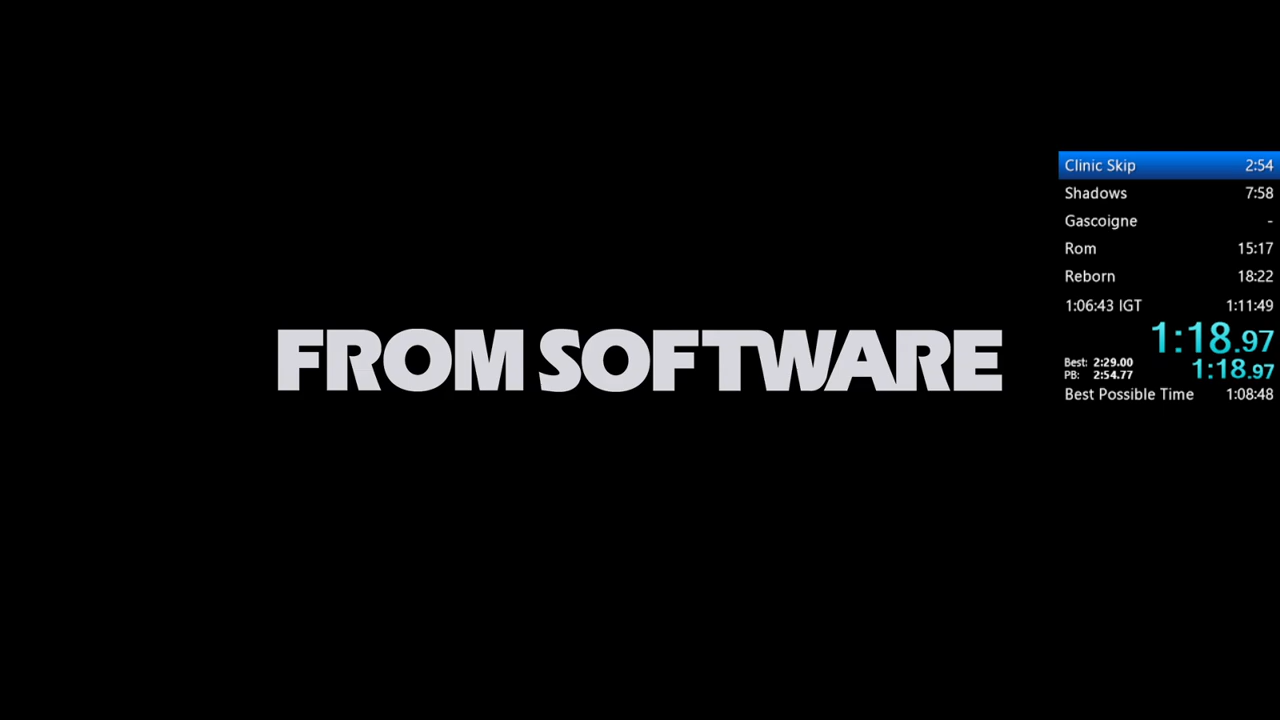 FROM SOFTWARE
Clinic Skip 2:54
Shadows 7:58
Gascoigne -
Rom 15:17
Reborn 18:22
1:06:43 IGT 1:11:49
1:18.97
Best: 2:29.00
PB: 2:54.77 1:18.97
Best Possible Time 1:08:48